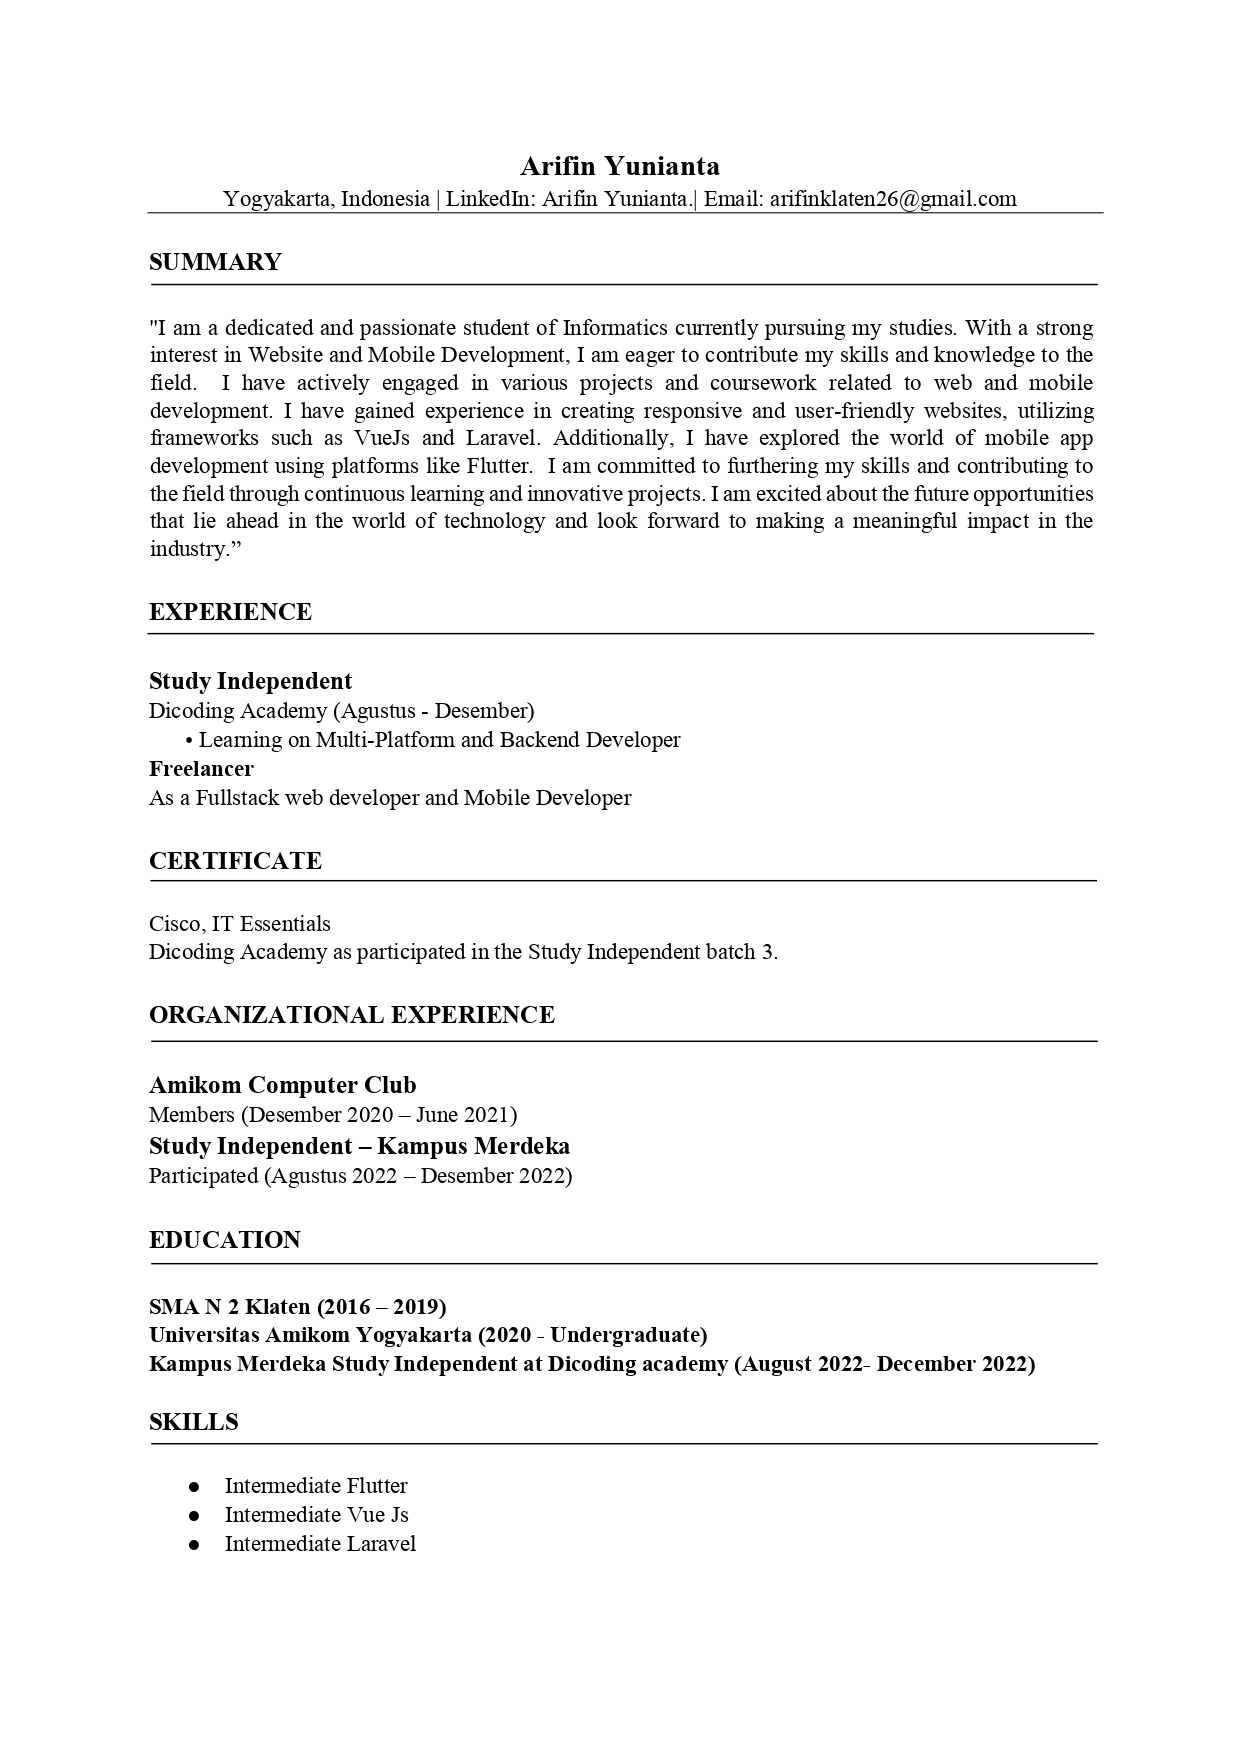 Arifin Yunianta
Yogyakarta, Indonesia | LinkedIn: Arifin Yunianta.| Email: arifinklaten26@gmail.com
SUMMARY
"I am a dedicated and passionate student of Informatics currently pursuing my studies. With a strong
interest in Website and Mobile Development, I am eager to contribute my skills and knowledge to the
field. I have actively engaged in various projects and coursework related to web and mobile
development. I have gained experience in creating responsive and user-friendly websites, utilizing
frameworks such as VueJs and Laravel. Additionally, I have explored the world of mobile app
development using platforms like Flutter. I am committed to furthering my skills and contributing to
the field through continuous learning and innovative projects. I am excited about the future opportunities
that lie ahead in the world of technology and look forward to making a meaningful impact in the
industry.”
EXPERIENCE
Study Independent
Dicoding Academy (Agustus - Desember)
• Learning on Multi-Platform and Backend Developer
Freelancer
As a Fullstack web developer and Mobile Developer
CERTIFICATE
Cisco, IT Essentials
Dicoding Academy as participated in the Study Independent batch 3.
ORGANIZATIONAL EXPERIENCE
Amikom Computer Club
Members (Desember 2020 – June 2021)
Study Independent – Kampus Merdeka
Participated (Agustus 2022 – Desember 2022)
EDUCATION
SMA N 2 Klaten (2016 – 2019)
Universitas Amikom Yogyakarta (2020 - Undergraduate)
Kampus Merdeka Study Independent at Dicoding academy (August 2022- December 2022)
SKILLS
● Intermediate Flutter
● Intermediate Vue Js
● Intermediate Laravel